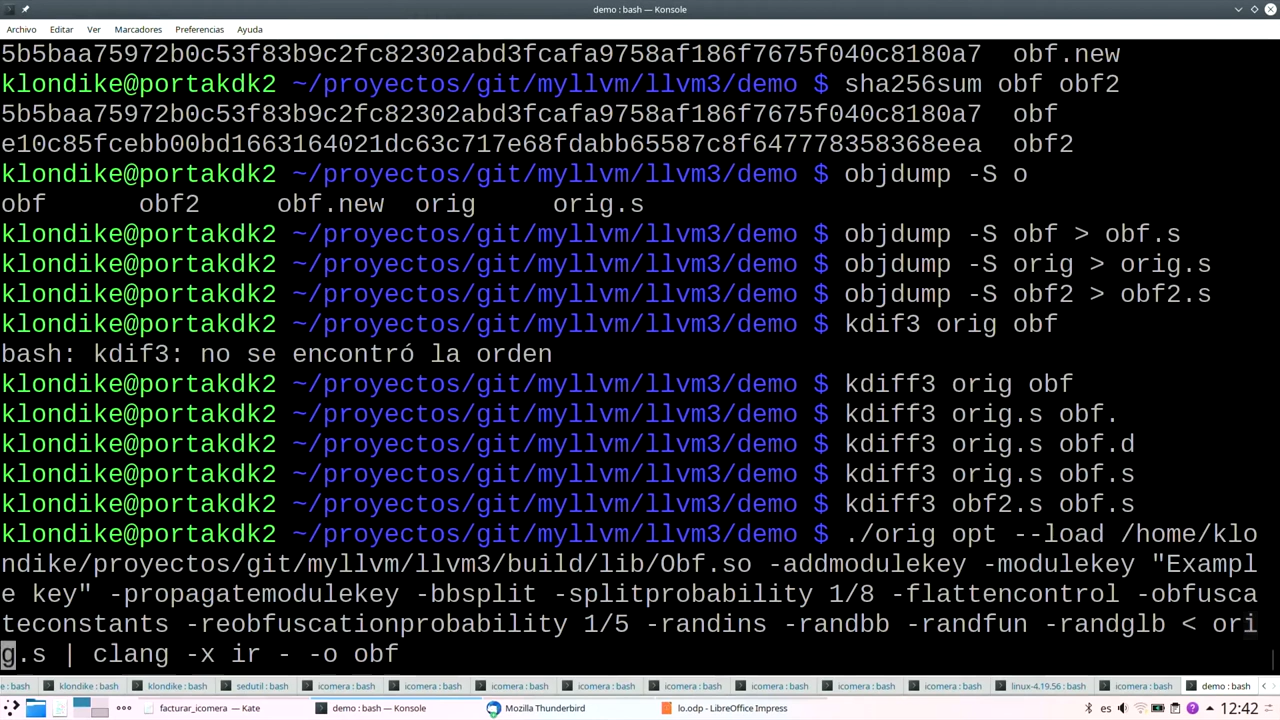 demo : bash — Konsole
Archivo Editar Ver Marcadores Preferencias Ayuda
5b5baa75972b0c53f83b9c2fc82302abd3fcafa9758af186f7675f040c8180a7 obf.new
klondike@portakdk2 ~/proyectos/git/myllvm/llvm3/demo $ sha256sum obf obf2
5b5baa75972b0c53f83b9c2fc82302abd3fcafa9758af186f7675f040c8180a7 obf
e10c85fcebb00bd1663164021dc63c717e68fdabb65587c8f647778358368eea obf2
klondike@portakdk2 ~/proyectos/git/myllvm/llvm3/demo $ objdump -S o
obf obf2 obf.new orig orig.s
klondike@portakdk2 ~/proyectos/git/myllvm/llvm3/demo $ objdump -S obf > obf.s
klondike@portakdk2 ~/proyectos/git/myllvm/llvm3/demo $ objdump -S orig > orig.s
klondike@portakdk2 ~/proyectos/git/myllvm/llvm3/demo $ objdump -S obf2 > obf2.s
klondike@portakdk2 ~/proyectos/git/myllvm/llvm3/demo $ kdif3 orig obf
bash: kdif3: no se encontró la orden
klondike@portakdk2 ~/proyectos/git/myllvm/llvm3/demo $ kdiff3 orig obf
klondike@portakdk2 ~/proyectos/git/myllvm/llvm3/demo $ kdiff3 orig.s obf.
klondike@portakdk2 ~/proyectos/git/myllvm/llvm3/demo $ kdiff3 orig.s obf.d
klondike@portakdk2 ~/proyectos/git/myllvm/llvm3/demo $ kdiff3 orig.s obf.s
klondike@portakdk2 ~/proyectos/git/myllvm/llvm3/demo $ kdiff3 obf2.s obf.s
klondike@portakdk2 ~/proyectos/git/myllvm/llvm3/demo $ ./orig opt --load /home/klo
ndike/proyectos/git/myllvm/llvm3/build/lib/Obf.so -addmodulekey -modulekey "Exampl
e key" -propagatemodulekey -bbsplit -splitprobability 1/8 -flattencontrol -obfusca
teconstants -reobfuscationprobability 1/5 -randins -randbb -randfun -randglb < ori
g.s | clang -x ir - -o obf
e : bash klondike : bash klondike : bash sedutil : bash icomera : bash icomera : bash icomera : bash icomera : bash icomera : bash icomera : bash icomera : bash icomera : bash linux-4.19.56 : bash icomera : bash demo : bash
facturar_icomera — Kate demo : bash — Konsole Mozilla Thunderbird lo.odp - LibreOffice Impress es 12:42